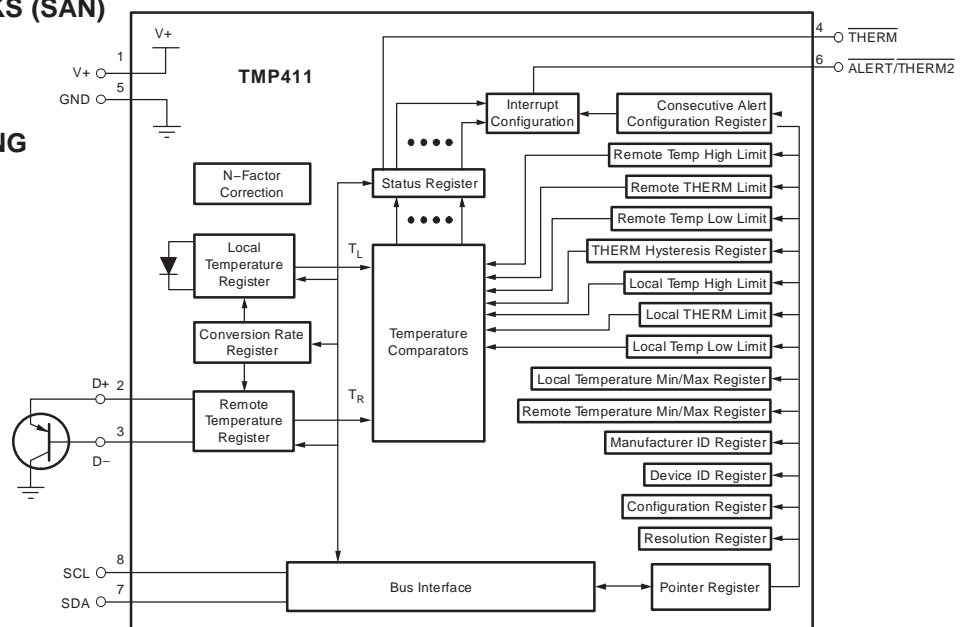 KS (SAN)
NG
V+
1
V+
5
GND
TMP411
4
THERM
6
ALERT/THERM2
Interrupt
Configuration
Consecutive Alert
Configuration Register
Remote Temp High Limit
N−Factor
Correction
Status Register
Remote THERM Limit
Remote Temp Low Limit
THERM Hysteresis Register
Local
Temperature
Register
TL
Local Temp High Limit
Local THERM Limit
Conversion Rate
Register
Temperature
Comparators
Local Temp Low Limit
Local Temperature Min/Max Register
D+
2
Remote
Temperature
Register
TR
Remote Temperature Min/Max Register
3
D−
Manufacturer ID Register
Device ID Register
Configuration Register
Resolution Register
8
SCL
7
SDA
Bus Interface
Pointer Register